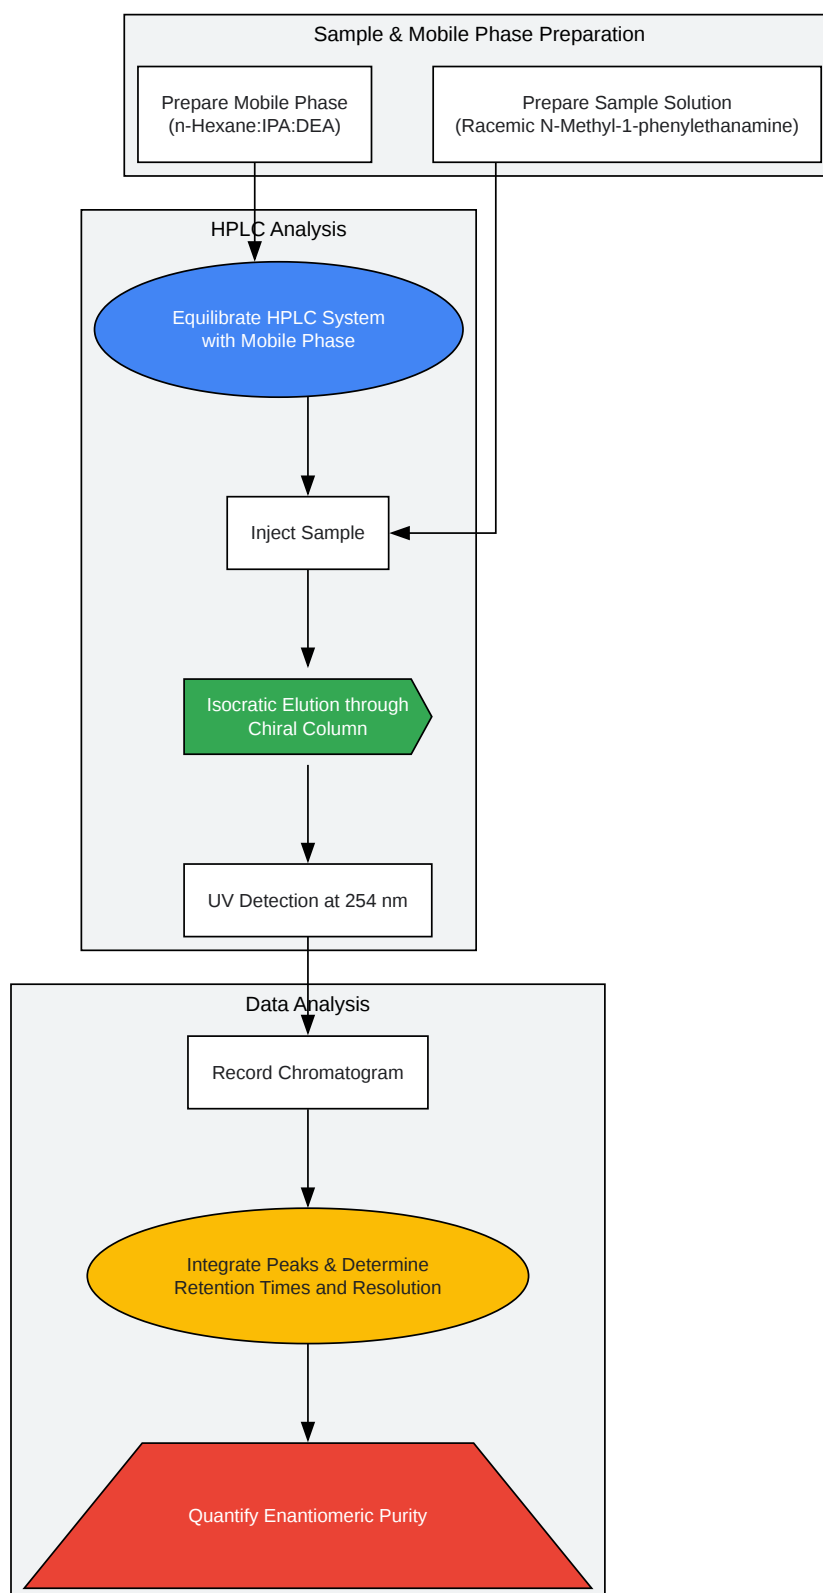 Sample & Mobile Phase Preparation
Prepare Mobile Phase
(n-Hexane:IPA:DEA)
Prepare Sample Solution
(Racemic N-Methyl-1-phenylethanamine)
HPLC Analysis
Equilibrate HPLC System
with Mobile Phase
Inject Sample
Isocratic Elution through
Chiral Column
UV Detection at 254 nm
Data Analysis
Record Chromatogram
Integrate Peaks & Determine
Retention Times and Resolution
Quantify Enantiomeric Purity